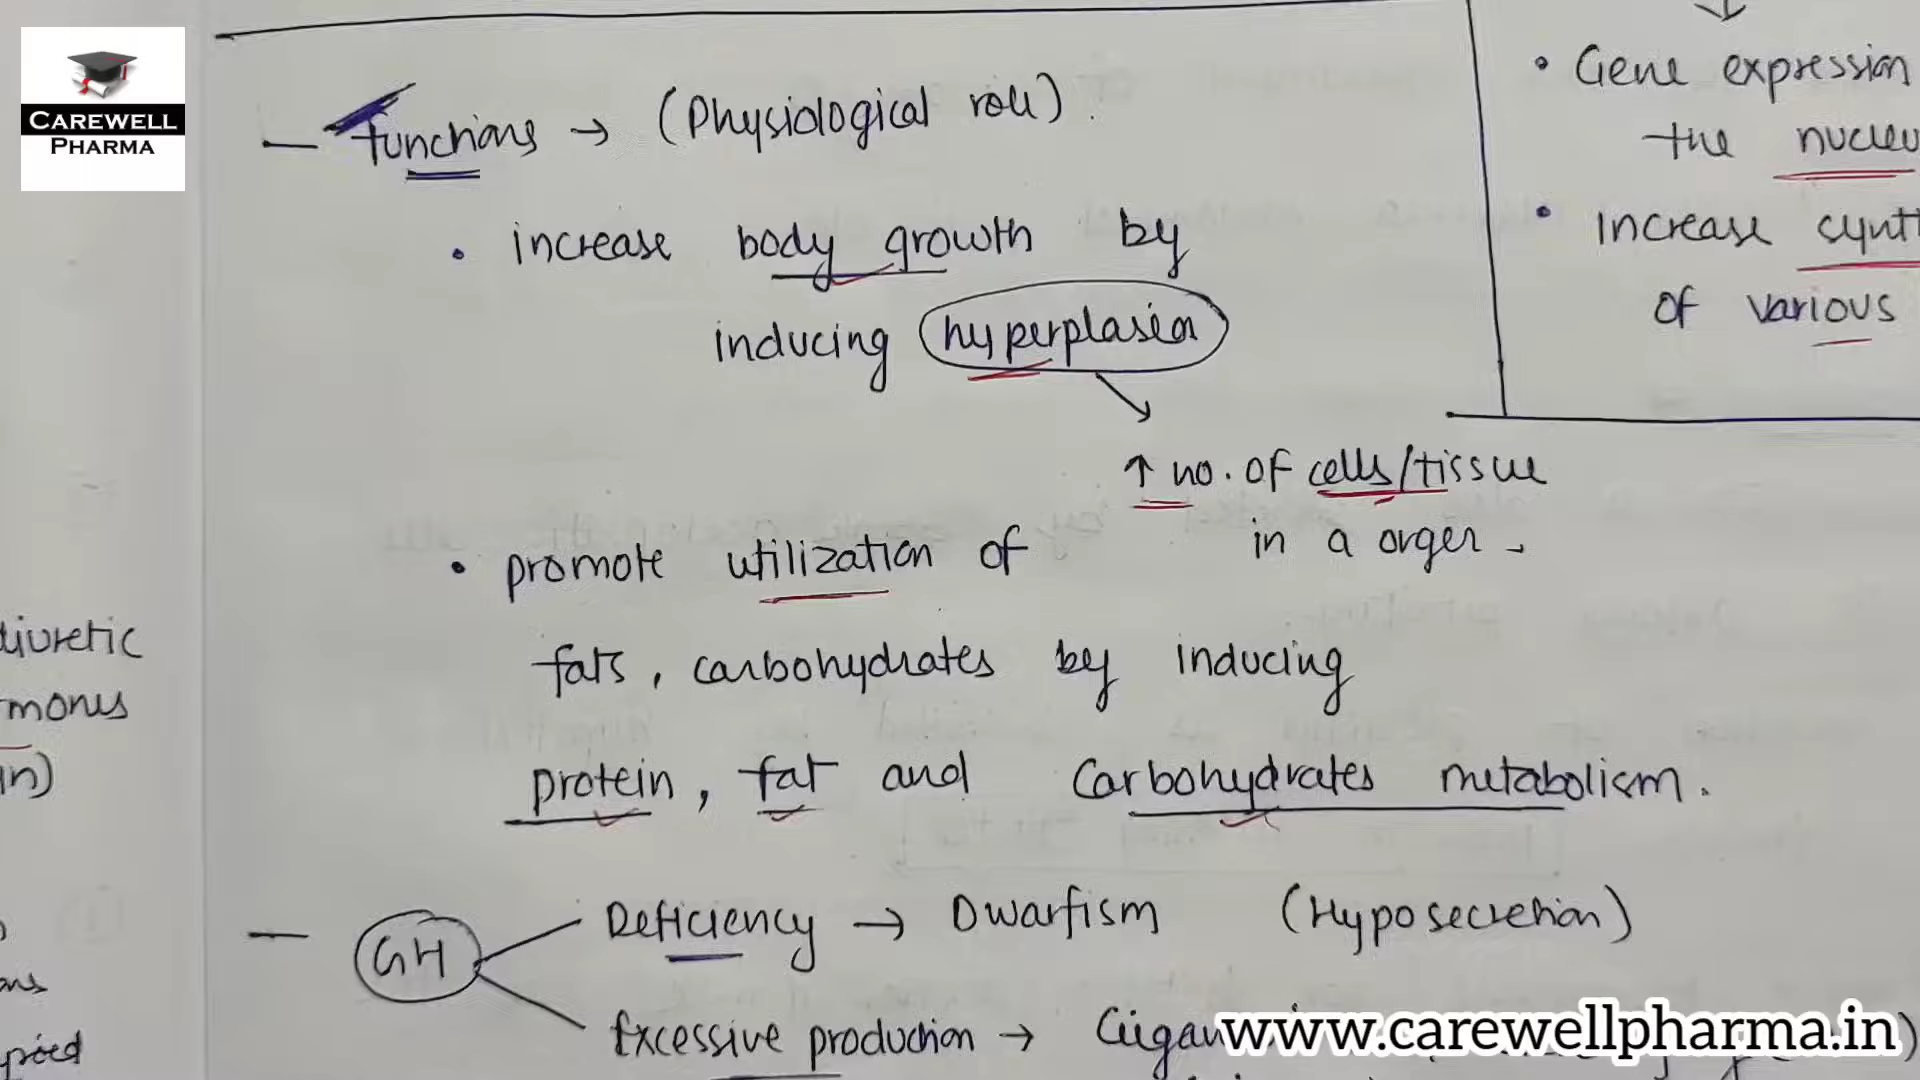 CAREWELL
PHARMA
— functions → (Physiological role)
• increase body growth by
inducing hyperplasia
↑ no. of cells/tissue
in a orgen.
• promote utilization of
fats, carbohydrates by inducing
protein, fat and carbohydrates metabolism.
— GH
Deficiency → Dwarfism (Hyposecretion)
Excessive production →
• Gene expression
the
• increase
of various
www.carewellpharma.in